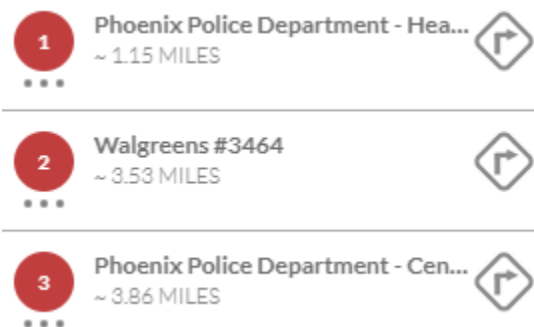 1
Phoenix Police Department - Hea...
~ 1.15 MILES
2
Walgreens #3464
~ 3.53 MILES
3
Phoenix Police Department - Cen...
~ 3.86 MILES